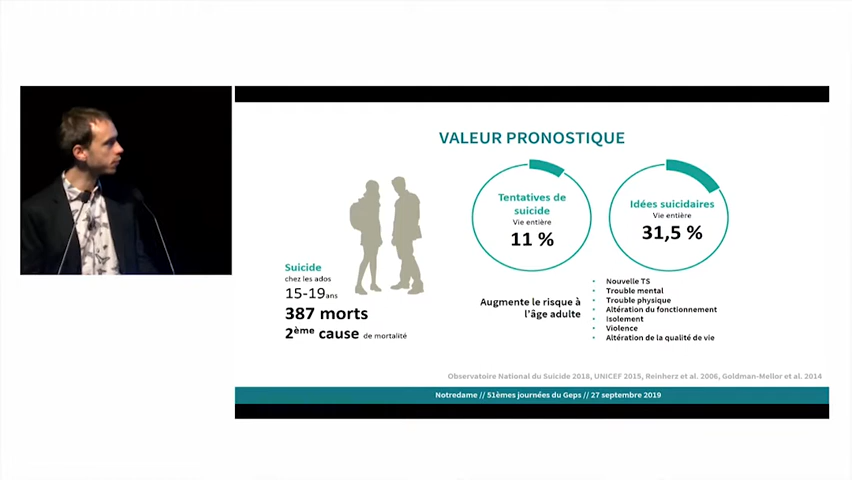 VALEUR PRONOSTIQUE
Tentatives de
suicide
Vie entière
11 %
Idées suicidaires
Vie entière
31,5 %
Suicide
chez les ados
15-19ans
387 morts
2ème cause de mortalité
Augmente le risque à
l'âge adulte
• Nouvelle TS
• Trouble mental
• Trouble physique
• Altération du fonctionnement
• Isolement
• Violence
• Altération de la qualité de vie
Observatoire National du Suicide 2018, UNICEF 2015, Reinherz et al. 2006, Goldman-Mellor et al. 2014
Notredame // 51èmes journées du Geps // 27 septembre 2019